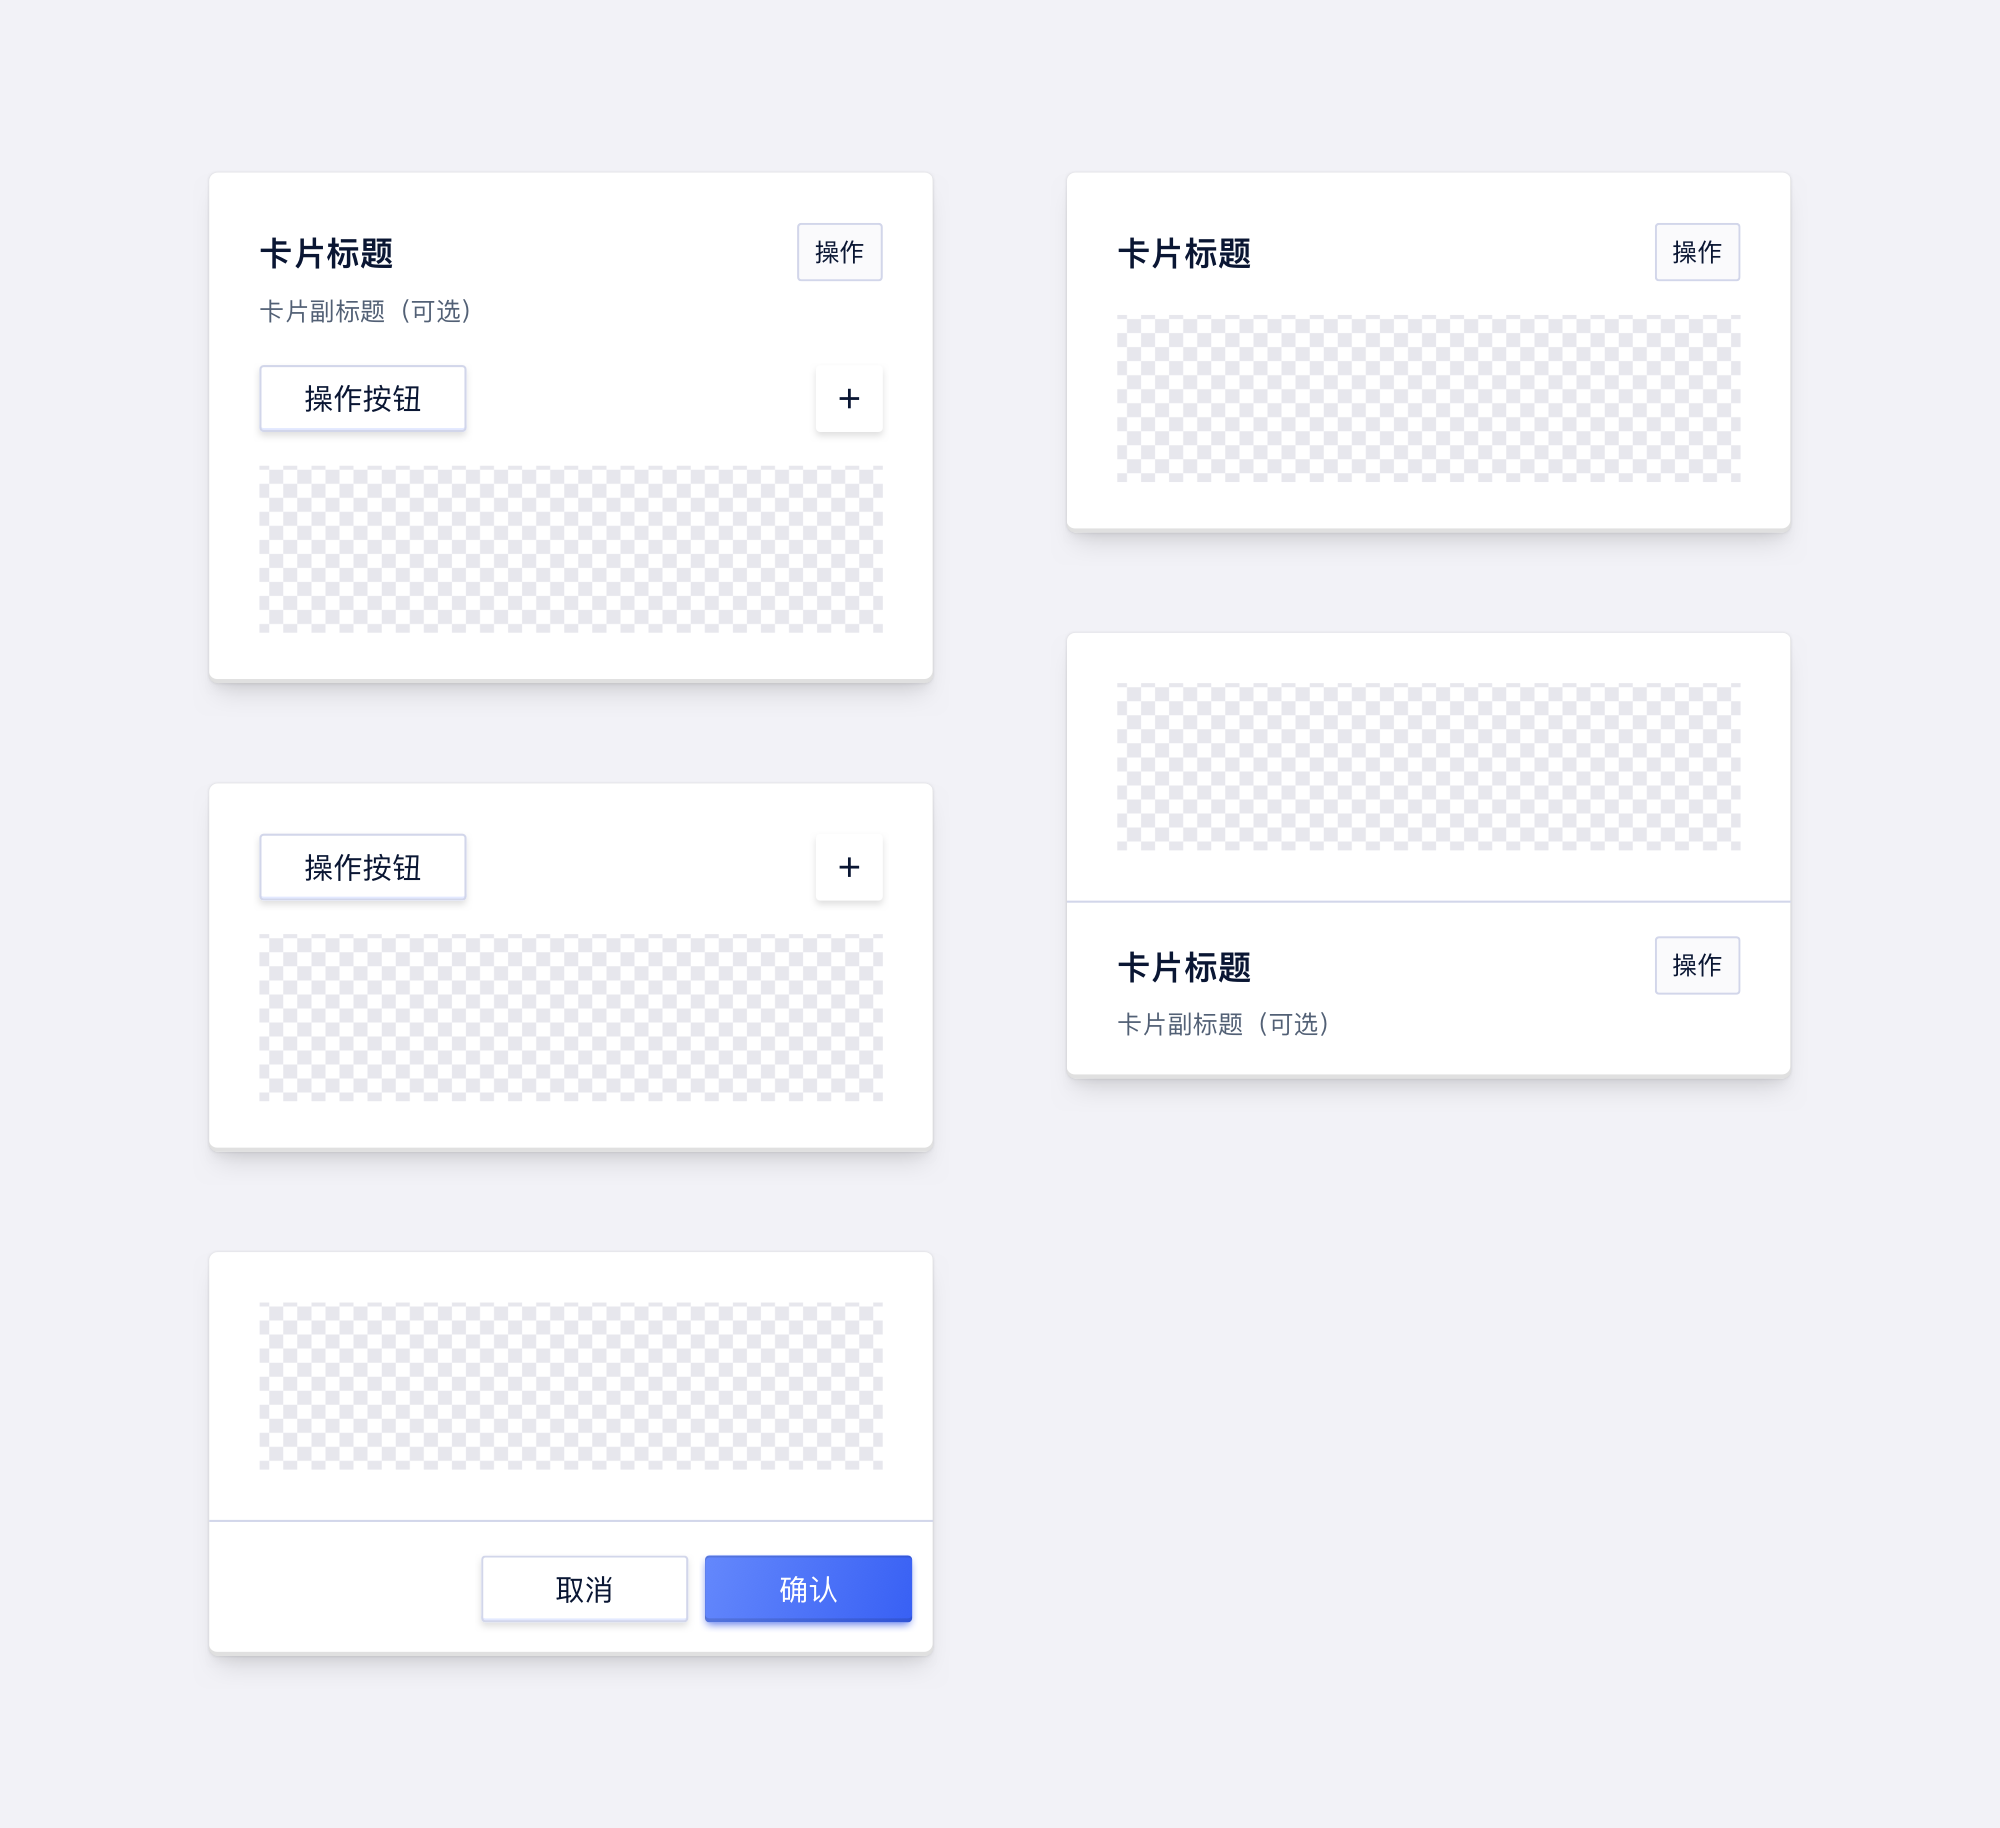 卡片标题
操作
卡片副标题（可选）
操作按钮
+
操作按钮
+
取消
确认
卡片标题
操作
卡片标题
操作
卡片副标题（可选）